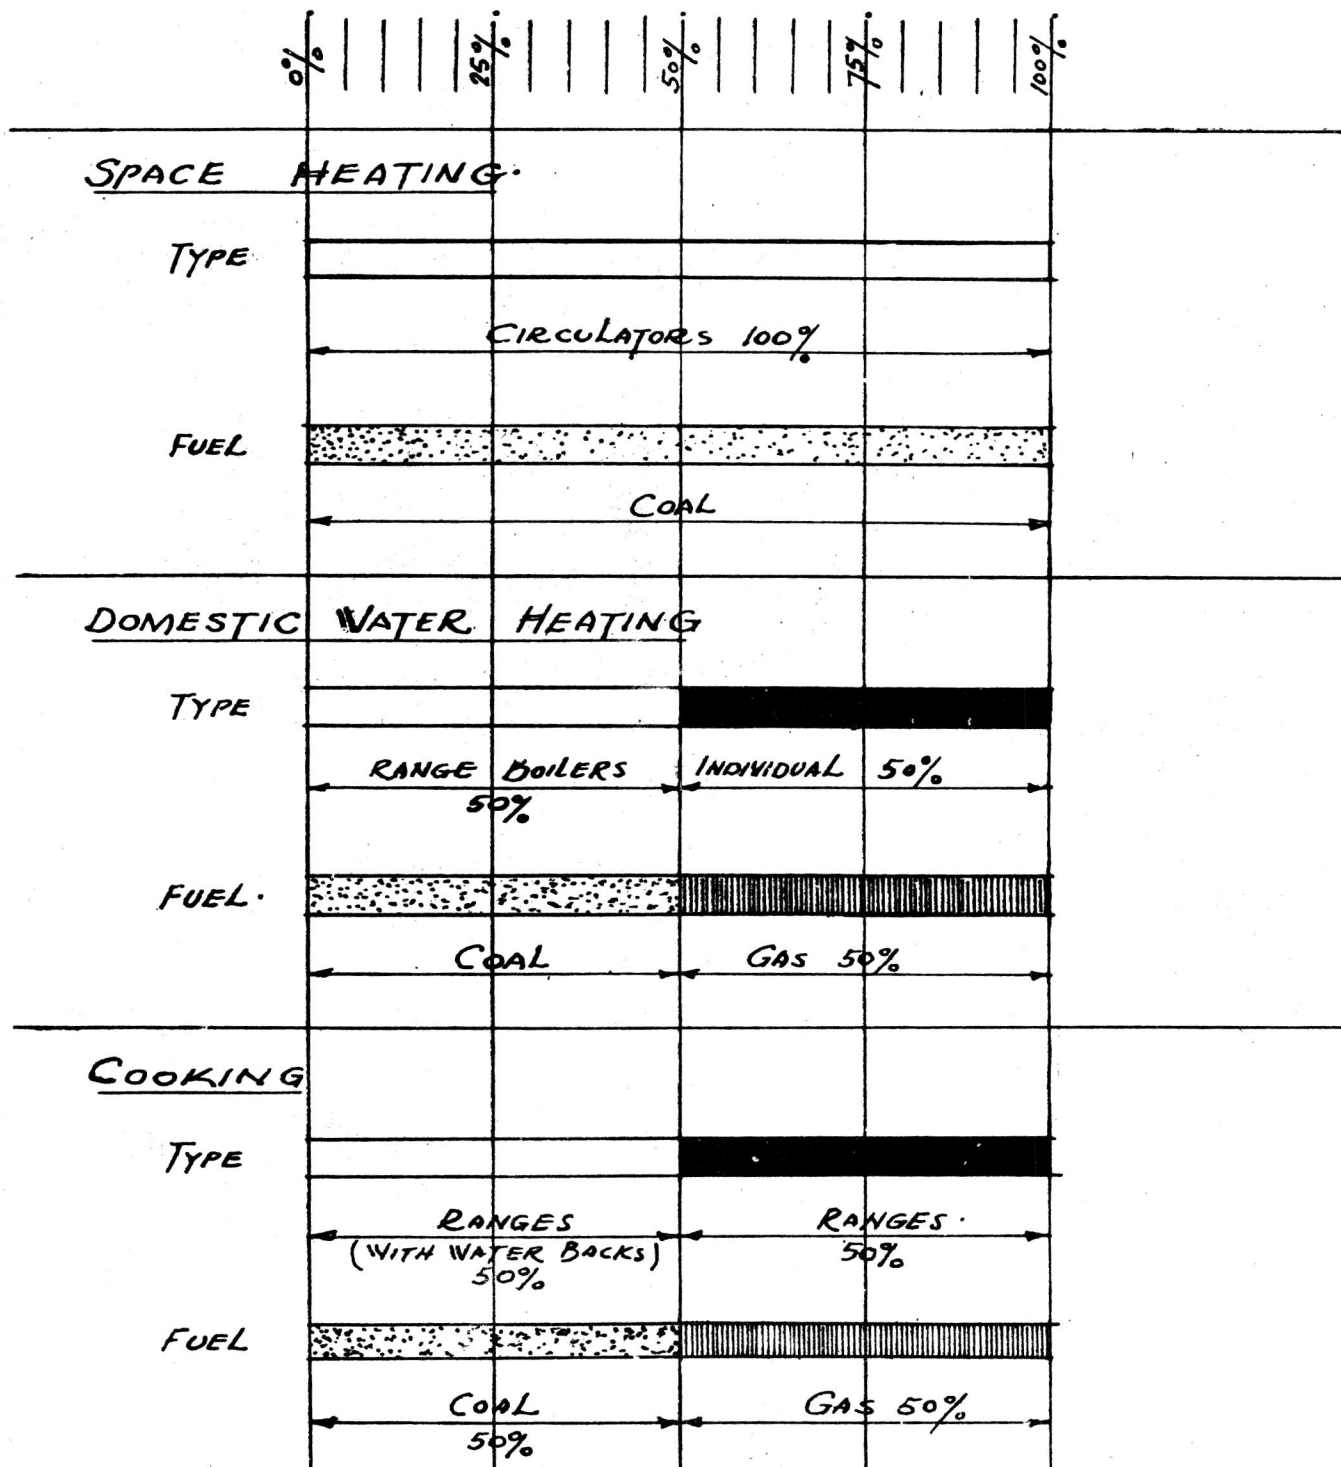 0% 25% 50% 75% 100%
SPACE HEATING.
TYPE
CIRCULATORS 100%
FUEL
COAL
DOMESTIC WATER HEATING
TYPE
RANGE BOILERS INDIVIDUAL 50%
50%
FUEL.
COAL GAS 50%
COOKING
TYPE
RANGES RANGES.
(WITH WATER BACKS) 50%
50%
FUEL
COAL GAS 50%
50%